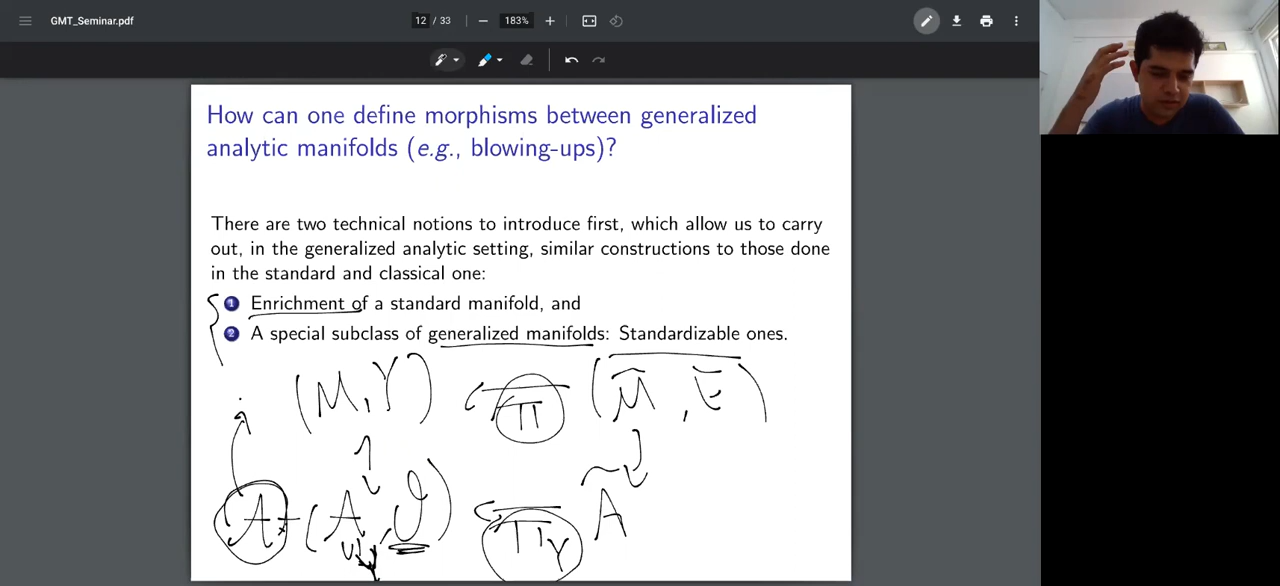 GMT_Seminar.pdf 12 / 33 183%
How can one define morphisms between generalized
analytic manifolds (e.g., blowing-ups)?
There are two technical notions to introduce first, which allow us to carry
out, in the generalized analytic setting, similar constructions to those done
in the standard and classical one:
1 Enrichment of a standard manifold, and
2 A special subclass of generalized manifolds: Standardizable ones.
(M, Y) π (M̃, E)
A (A, ϑ) π_Y Ã
Y